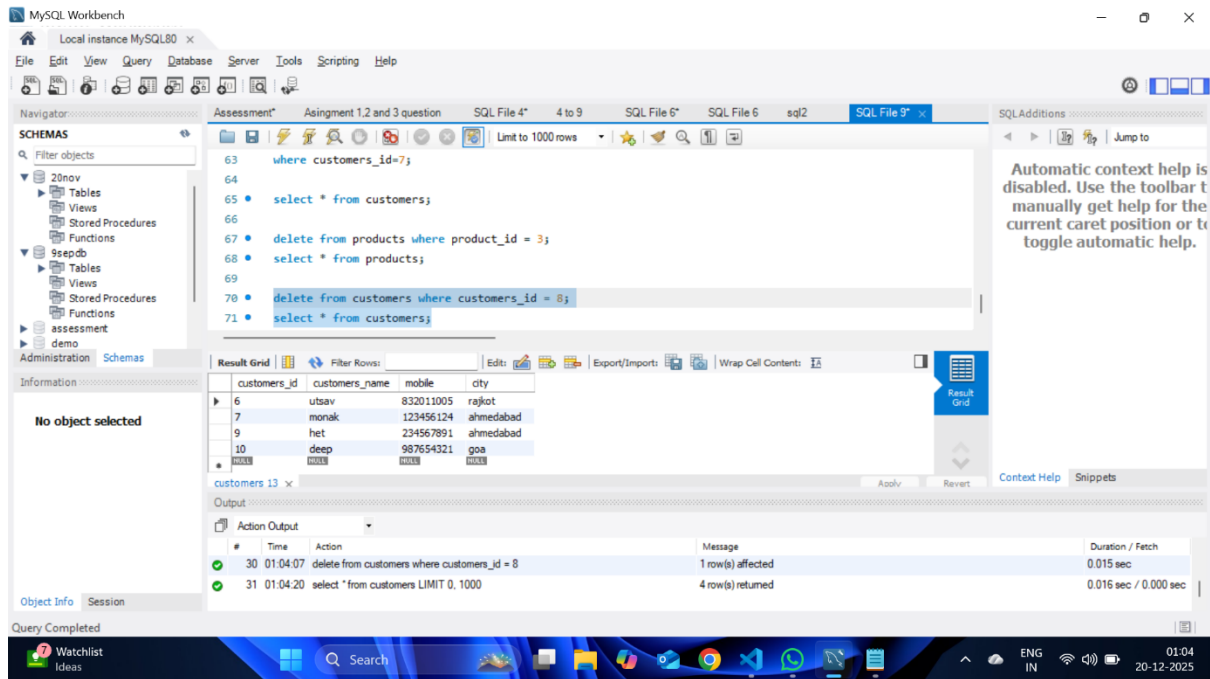 MySQL Workbench
Local instance MySQL80
File Edit View Query Database Server Tools Scripting Help
Navigator
SCHEMAS
Filter objects
20nov
Tables
Views
Stored Procedures
Functions
9sepdb
Tables
Views
Stored Procedures
Functions
assessment
demo
Administration Schemas
Information
No object selected
Object Info Session
Assessment* Asingment 1,2 and 3 question SQL File 4* 4 to 9 SQL File 6* SQL File 6 sql2 SQL File 9*
Limit to 1000 rows
63 where customers_id=7;
64
65 select * from customers;
66
67 delete from products where product_id = 3;
68 select * from products;
69
70 delete from customers where customers_id = 8;
71 select * from customers;
Result Grid Filter Rows: Edit: Export/Import: Wrap Cell Content:
customers_id customers_name mobile city
6 utsav 832011005 rajkot
7 monak 123456124 ahmedabad
9 het 234567891 ahmedabad
10 deep 987654321 goa
NULL NULL NULL NULL
Result
Grid
customers 13 Apply Revert
Output
Action Output
# Time Action Message Duration / Fetch
30 01:04:07 delete from customers where customers_id = 8 1 row(s) affected 0.015 sec
31 01:04:20 select * from customers LIMIT 0, 1000 4 row(s) returned 0.016 sec / 0.000 sec
SQLAdditions
Jump to
Automatic context help is
disabled. Use the toolbar t
manually get help for the
current caret position or to
toggle automatic help.
Context Help Snippets
Query Completed
7
Watchlist
Ideas
Search
ENG
IN
01:04
20-12-2025